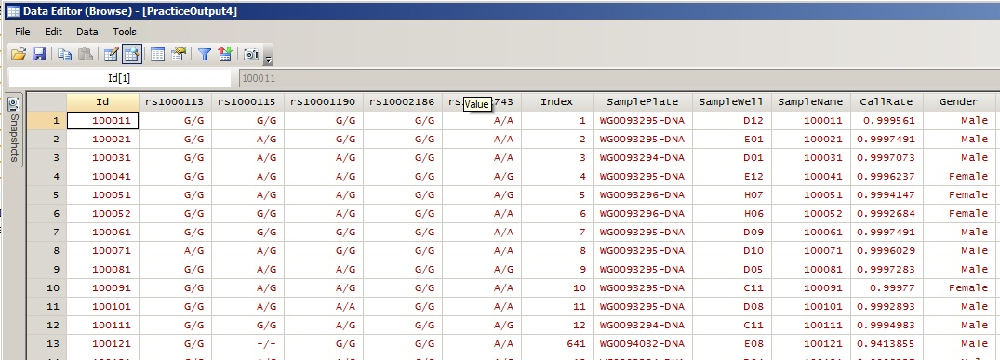 Data Editor (Browse) - [PracticeOutput4]
File Edit Data Tools
Id[1] 100011
Snapshots
Id rs1000113 rs1000115 rs10001190 rs10002186 Index SamplePlate SampleWell SampleName CallRate Gender
Value
1 100011 G/G G/G G/G G/G A/A 1 WG0093295-DNA D12 100011 0.999561 Male
2 100021 G/G A/G G/G G/G A/A 2 WG0093295-DNA E01 100021 0.9997491 Male
3 100031 G/G A/G A/G G/G A/A 3 WG0093294-DNA D01 100031 0.9997073 Male
4 100041 A/G G/G A/G G/G A/G 4 WG0093295-DNA E12 100041 0.9996237 Female
5 100051 G/G A/G A/G G/G A/G 5 WG0093296-DNA H07 100051 0.9994147 Female
6 100052 G/G G/G A/G G/G A/A 6 WG0093296-DNA H06 100052 0.9992684 Female
7 100061 G/G G/G G/G G/G A/A 7 WG0093295-DNA D09 100061 0.9997491 Male
8 100071 A/G A/G G/G G/G A/A 8 WG0093295-DNA D10 100071 0.9996029 Male
9 100081 G/G A/G G/G G/G A/G 9 WG0093295-DNA D05 100081 0.9997283 Male
10 100091 G/G A/G A/G G/G A/A 10 WG0093295-DNA C11 100091 0.99977 Female
11 100101 G/G A/G A/A G/G A/A 11 WG0093295-DNA D08 100101 0.9992893 Male
12 100111 G/G G/G A/G G/G A/G 12 WG0093294-DNA C11 100111 0.9994983 Male
13 100121 G/G -/- G/G G/G A/A 641 WG0094032-DNA E08 100121 0.9413855 Male